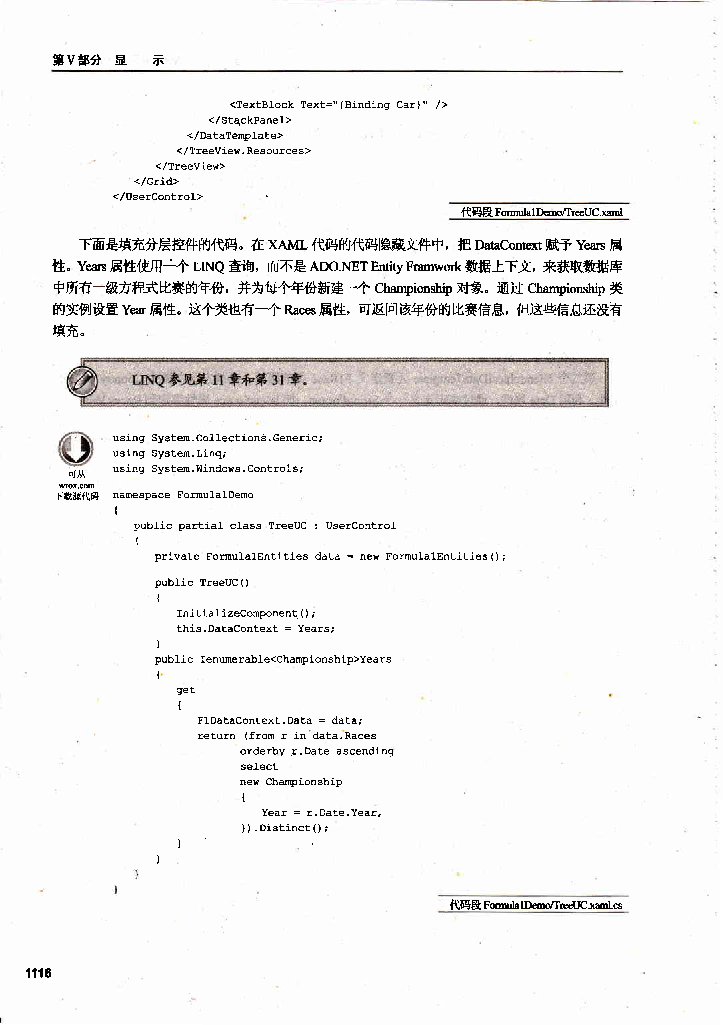 第V部分 显 示
<TextBlock Text="{Binding Car}" />
</StackPanel>
</DataTemplate>
</TreeView.Resources>
</TreeView>
</Grid>
</UserControl>
代码段 Formula1Demo/TreeUC.xaml
下面是填充分层控件的代码。在 XAML 代码的代码隐藏文件中，把 DataContext 赋予 Years 属
性。Years 属性使用一个 LINQ 查询，而不是 ADO.NET Entity Framwork 数据上下文，来获取数据库
中所有一级方程式比赛的年份，并为每个年份新建一个 Championship 对象。通过 Championship 类
的实例设置 Year 属性。这个类也有一个 Races 属性，可返回该年份的比赛信息，但这些信息还没有
填充。
LINQ 参见第 11 章和第 31 章。
可从
wrox.com
下载源代码
using System.Collections.Generic;
using System.Linq;
using System.Windows.Controls;
namespace Formula1Demo
{
public partial class TreeUC : UserControl
{
private Formula1Entities data = new Formula1Entities();
public TreeUC()
{
InitializeComponent();
this.DataContext = Years;
}
public Ienumerable<Championship>Years
{
get
{
F1DataContext.Data = data;
return (from r in data.Races
orderby r.Date ascending
select
new Championship
{
Year = r.Date.Year,
}).Distinct();
}
}
}
}
代码段 Formula1Demo/TreeUC.xaml.cs
1116